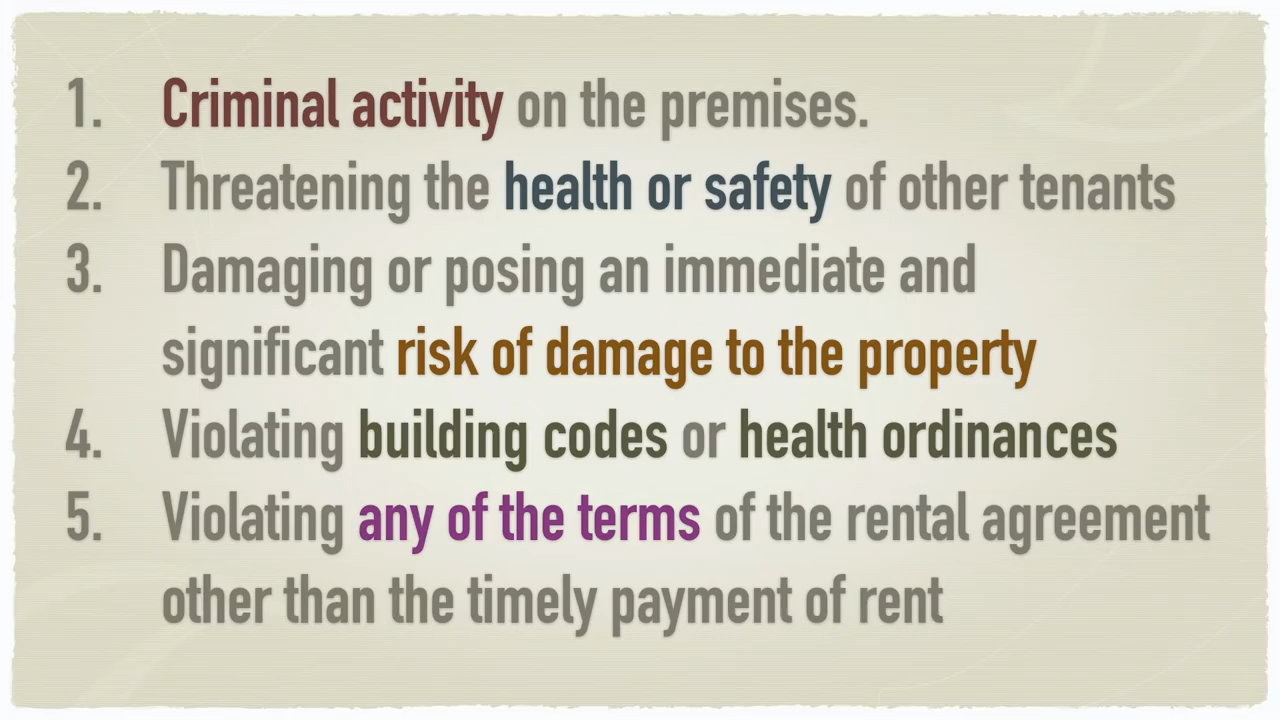 1. Criminal activity on the premises.
2. Threatening the health or safety of other tenants
3. Damaging or posing an immediate and
significant risk of damage to the property
4. Violating building codes or health ordinances
5. Violating any of the terms of the rental agreement
other than the timely payment of rent